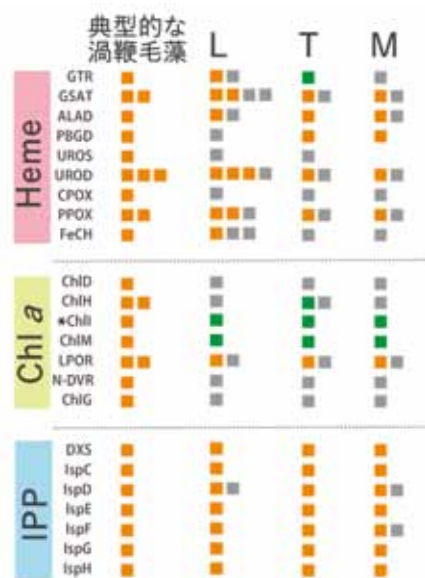 典型的な
渦鞭毛藻 L T M
Heme
GTR
GSAT
ALAD
PBGD
UROS
UROD
CPOX
PPOX
FeCH
Chl a
ChlD
ChlH
*ChlI
ChlM
LPOR
N-DVR
ChlG
IPP
DXS
IspC
IspD
IspE
IspF
IspG
IspH